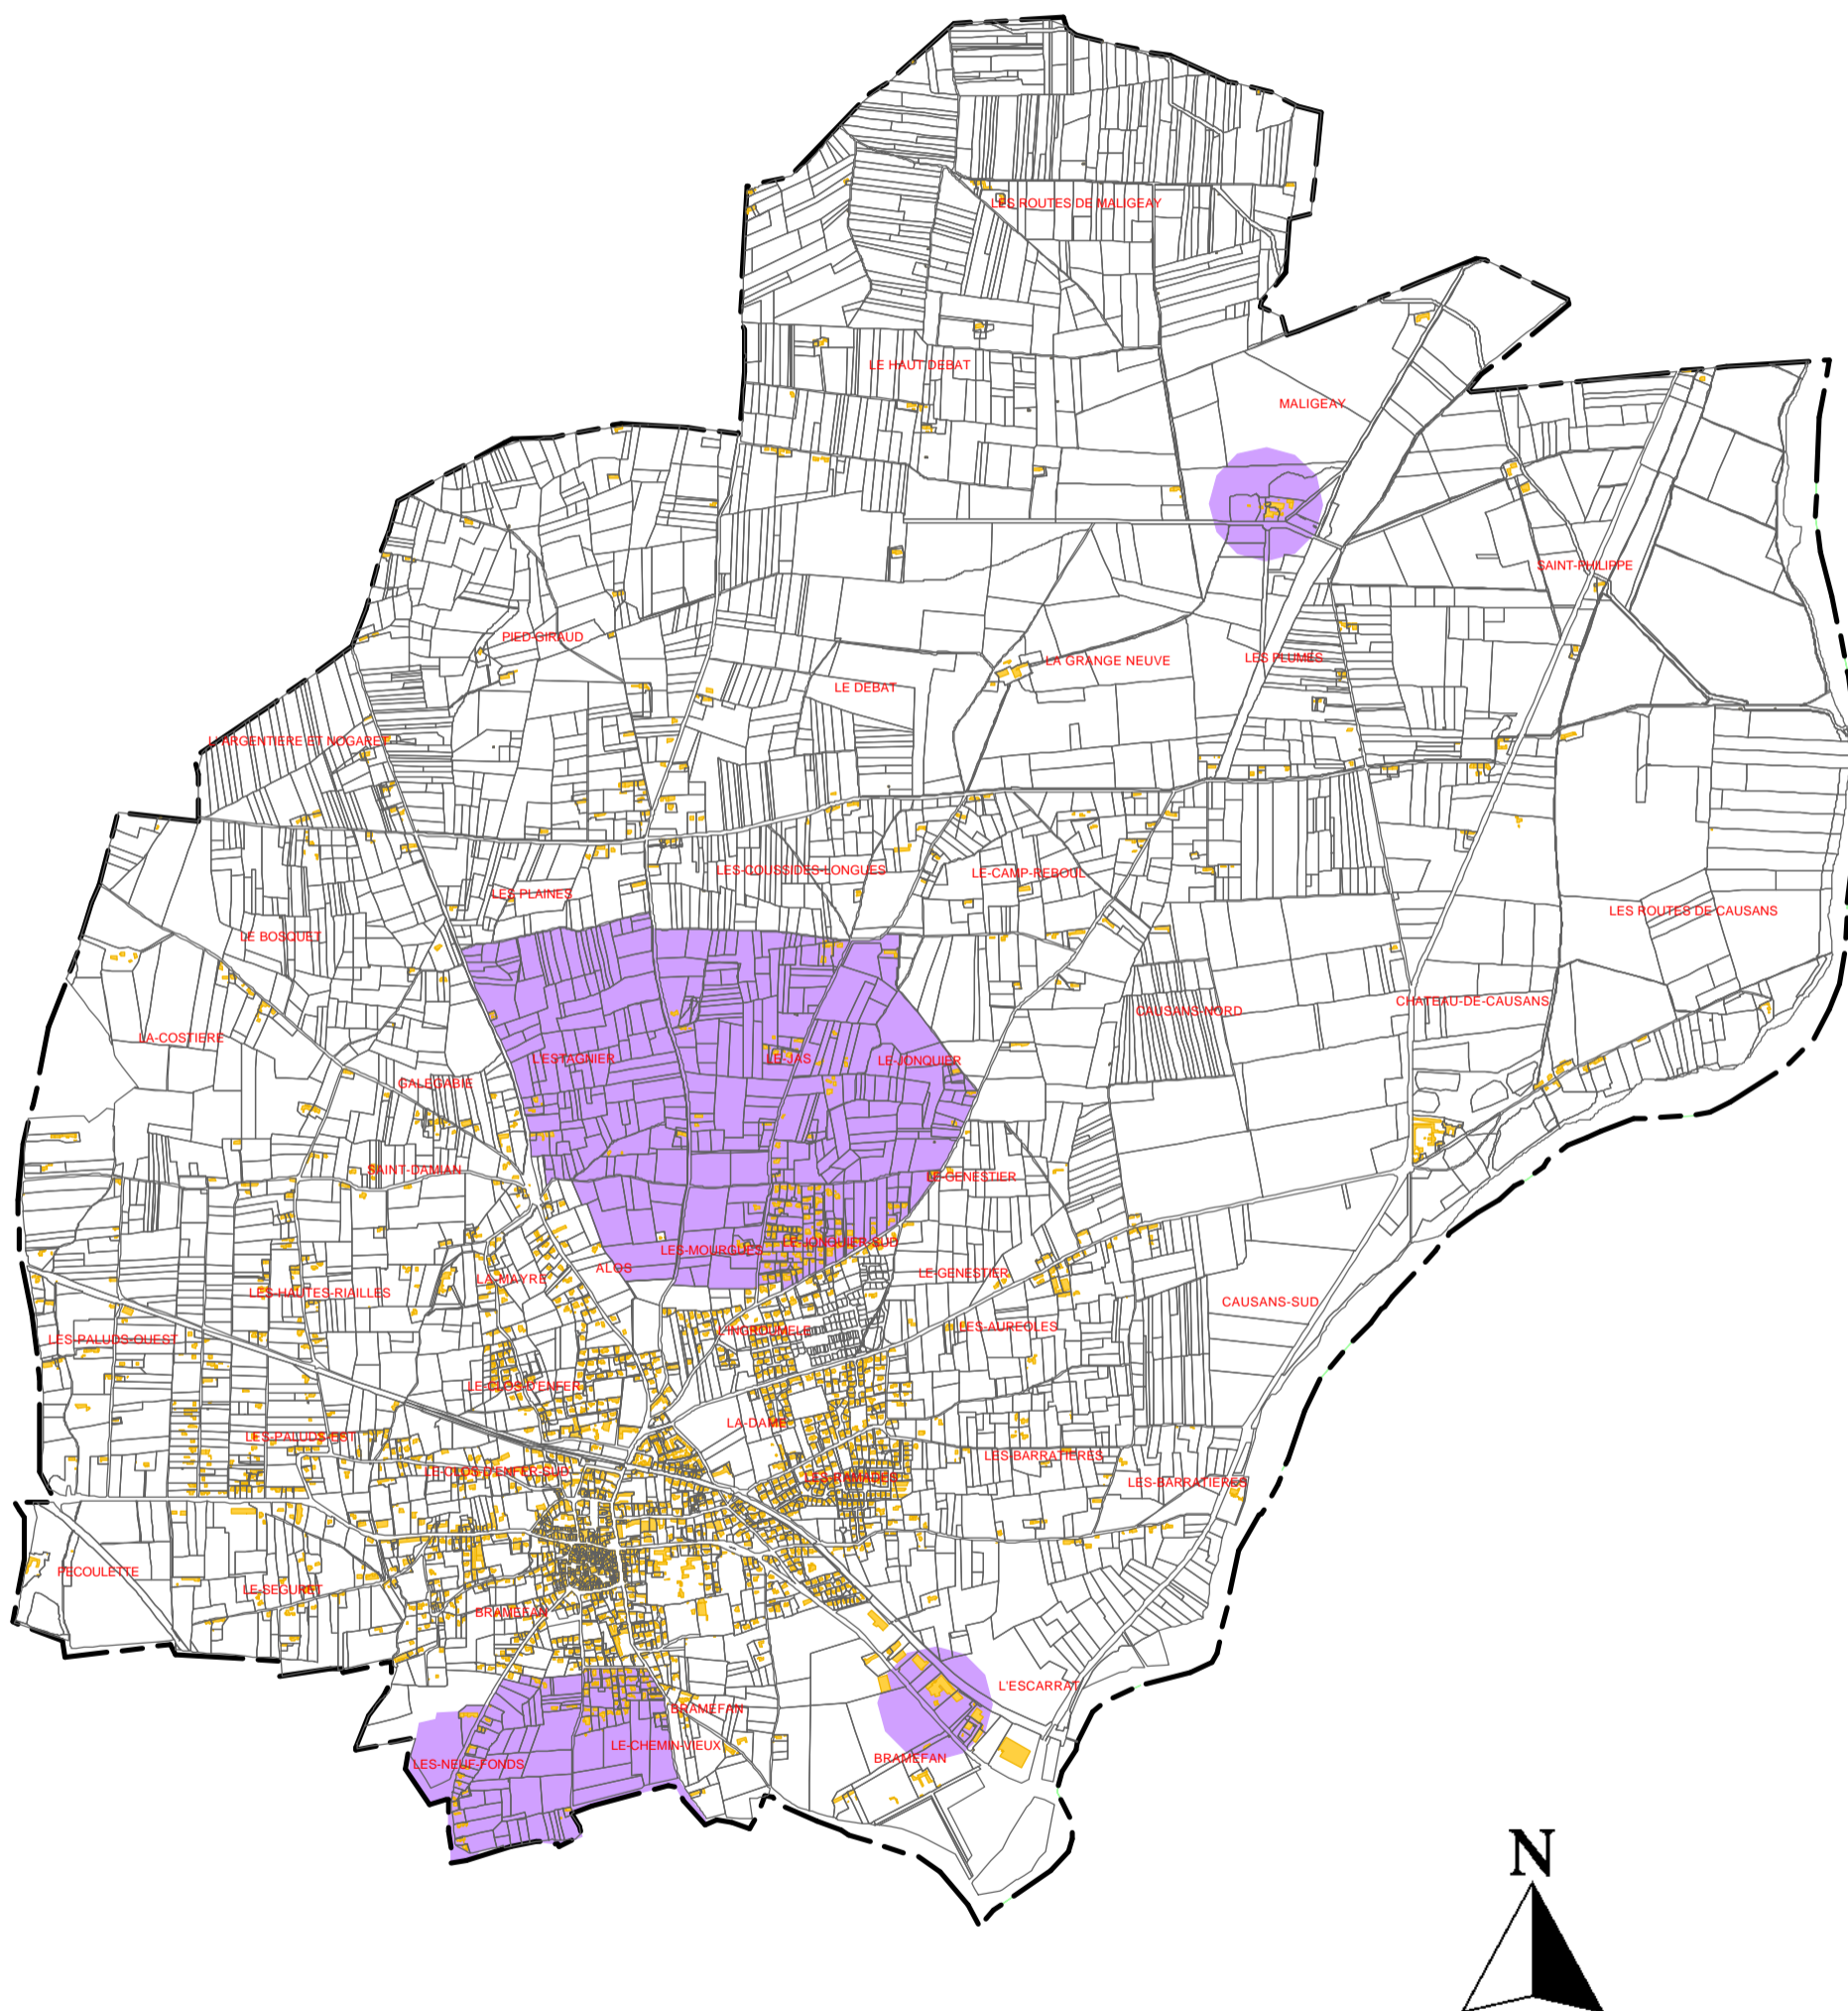 LES ROUTES DE MALIGEAY
LE HAUT DEBAT
MALIGEAY
SAINT-PHILIPPE
PIED-GIRAUD
LES PLUMES
LA GRANGE NEUVE
LE DEBAT
L'ARGENTIERE ET NOGARET
LES-COUSSIDES-LONGUES
LE-CAMP-REBOUL
LES PLAINES
LES ROUTES DE CAUSANS
LE BOSQUET
CHATEAU-DE-CAUSANS
CAUSANS-NORD
LA-COSTIERE
L'ESTAGNIER
LE-JAS
LE-JONQUIER
GALEGABIE
SAINT-DAMIAN
LE-GENESTIER
LE-JONQUIER-SUD
LES-MOURGUES
ALOS
LE-GENESTIER
LA-MAYRE
LES-HAUTES-RIAILLES
CAUSANS-SUD
LES-AUREOLES
L'INGROUMELE
LES-PALUDS-OUEST
LE-CLOS-D'ENFER
LA-DAME
LES-PALUDS-EST
LES-BARRATIERES
LE-CLOS-D'ENFER-SUD
LES-RAMADES
LES-BARRATIERES
PECOULETTE
LE-SEGURET
BRAMEFAN
L'ESCARRAT
BRAMEFAN
LE-CHEMIN-VIEUX
BRAMEFAN
LES-NEUF-FONDS
N